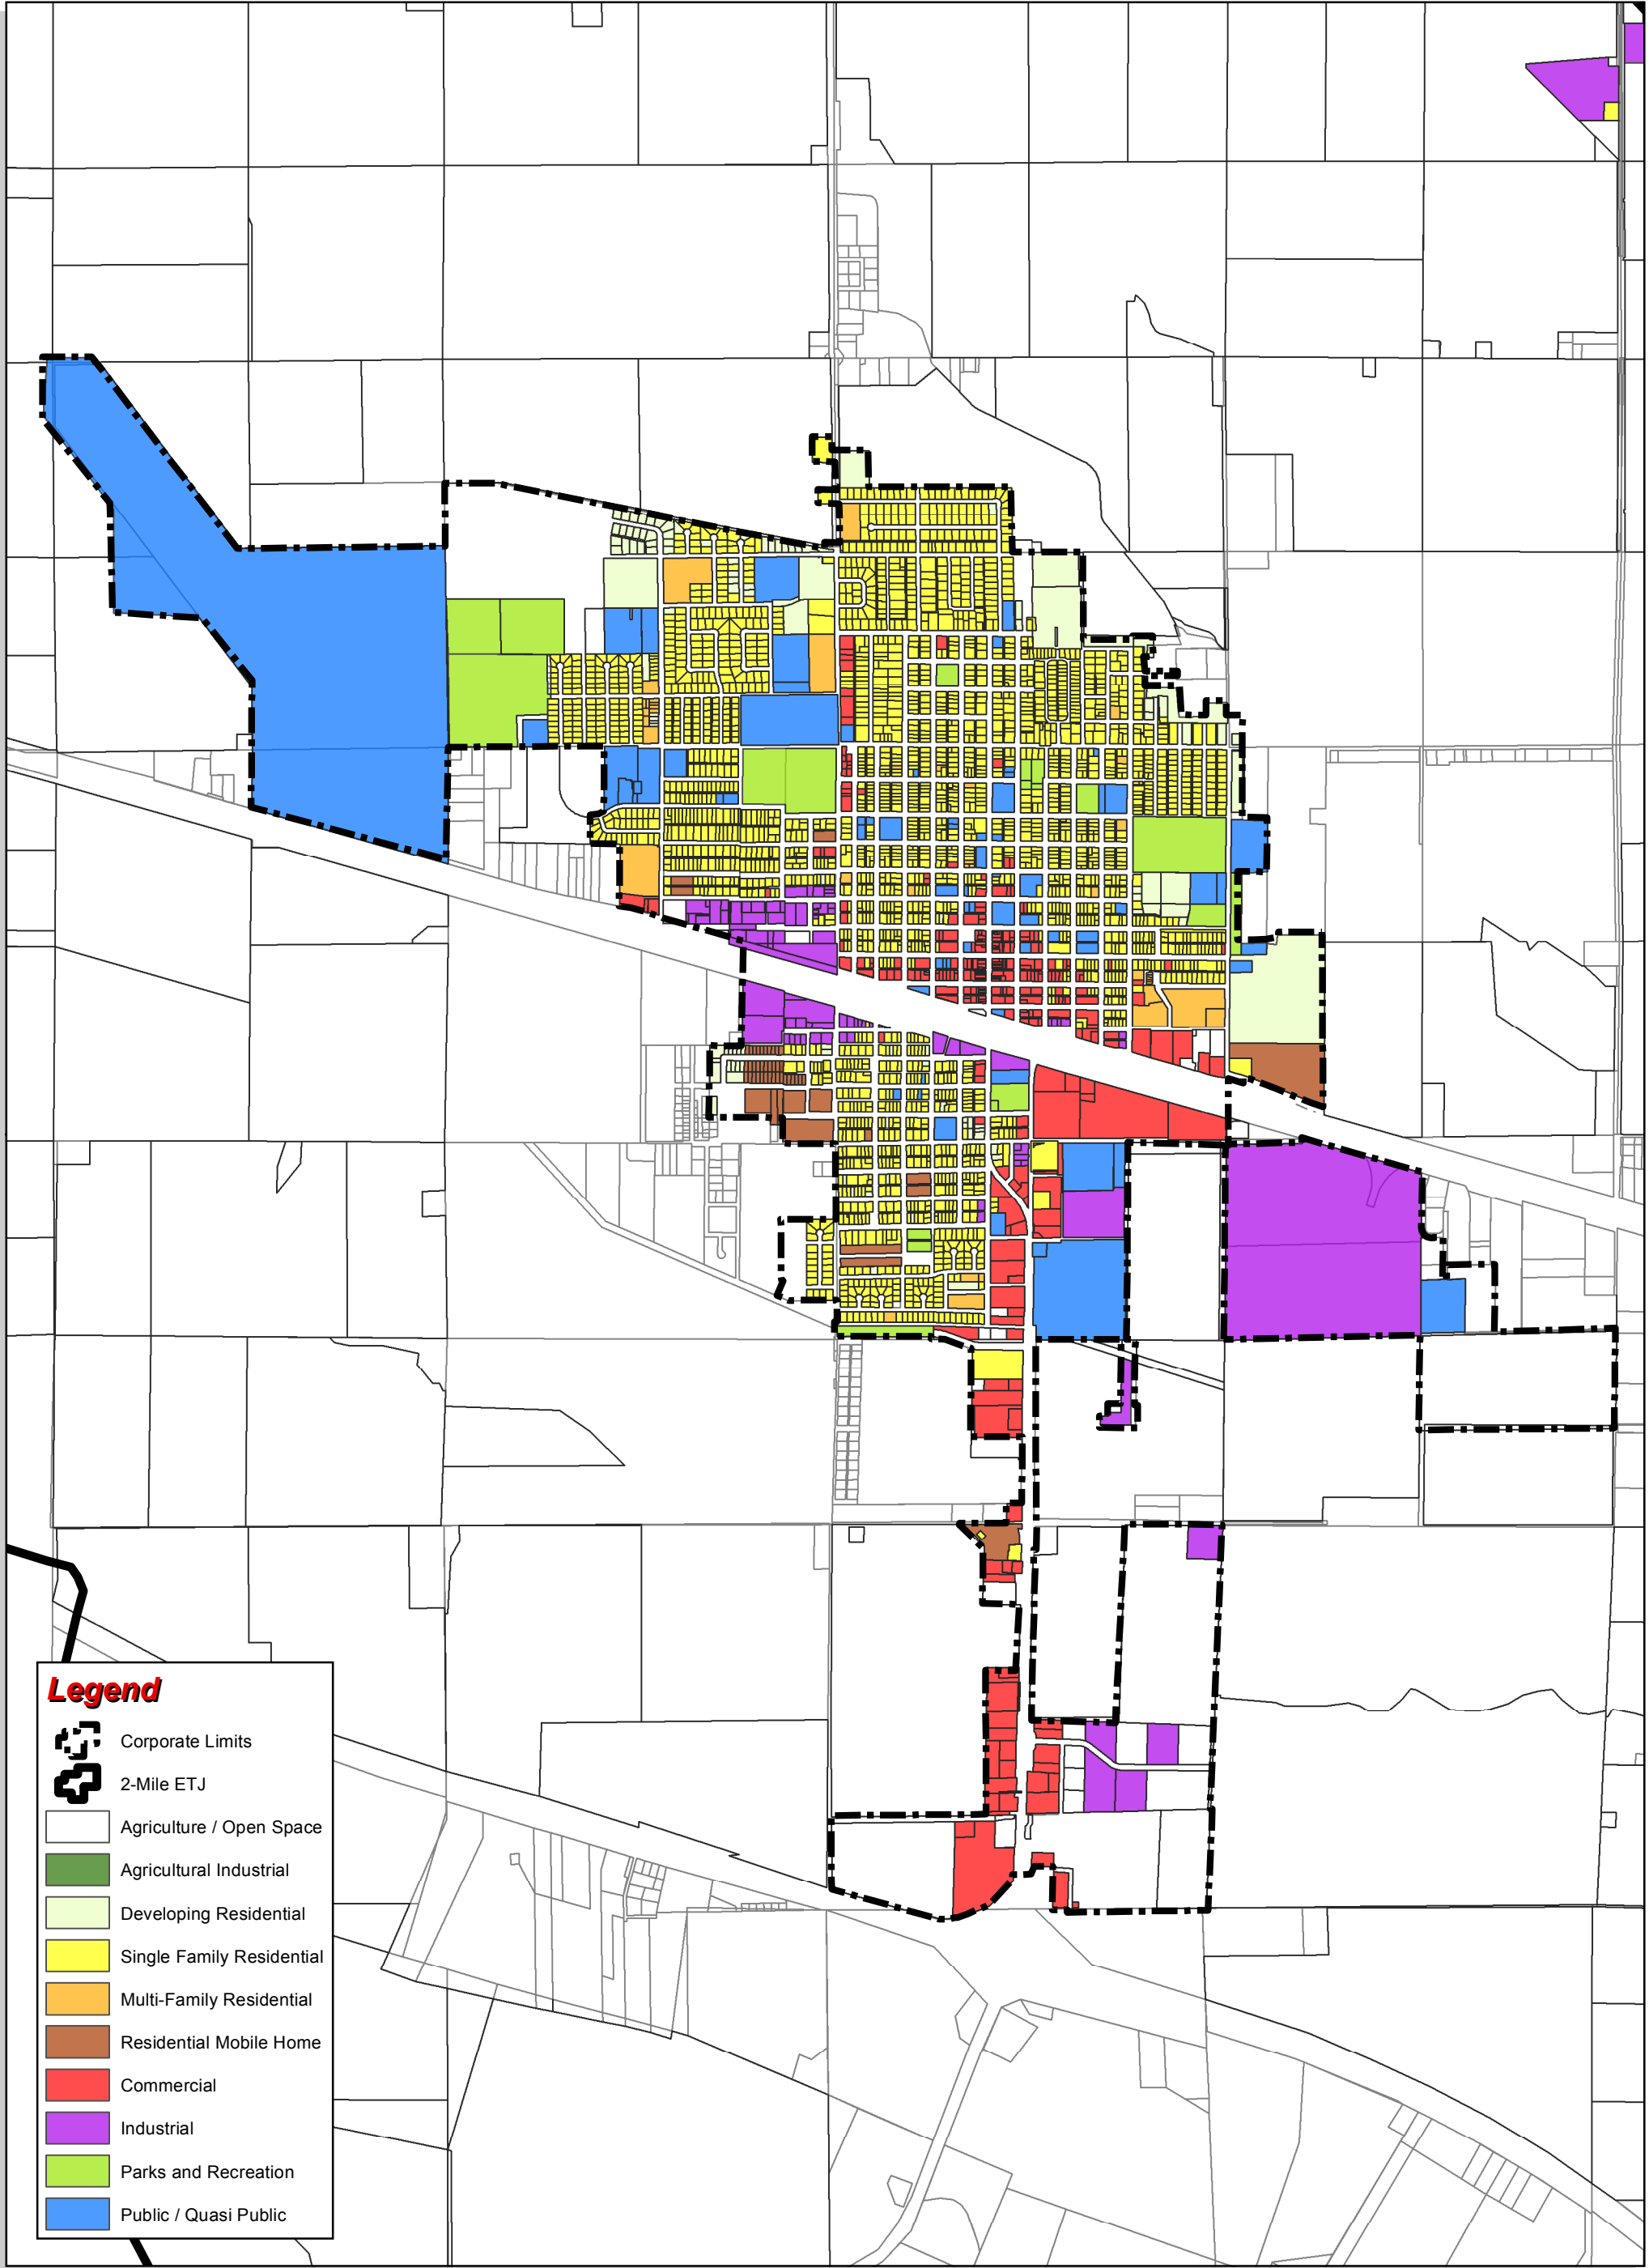 Legend
Corporate Limits
2-Mile ETJ
Agriculture / Open Space
Agricultural Industrial
Developing Residential
Single Family Residential
Multi-Family Residential
Residential Mobile Home
Commercial
Industrial
Parks and Recreation
Public / Quasi Public